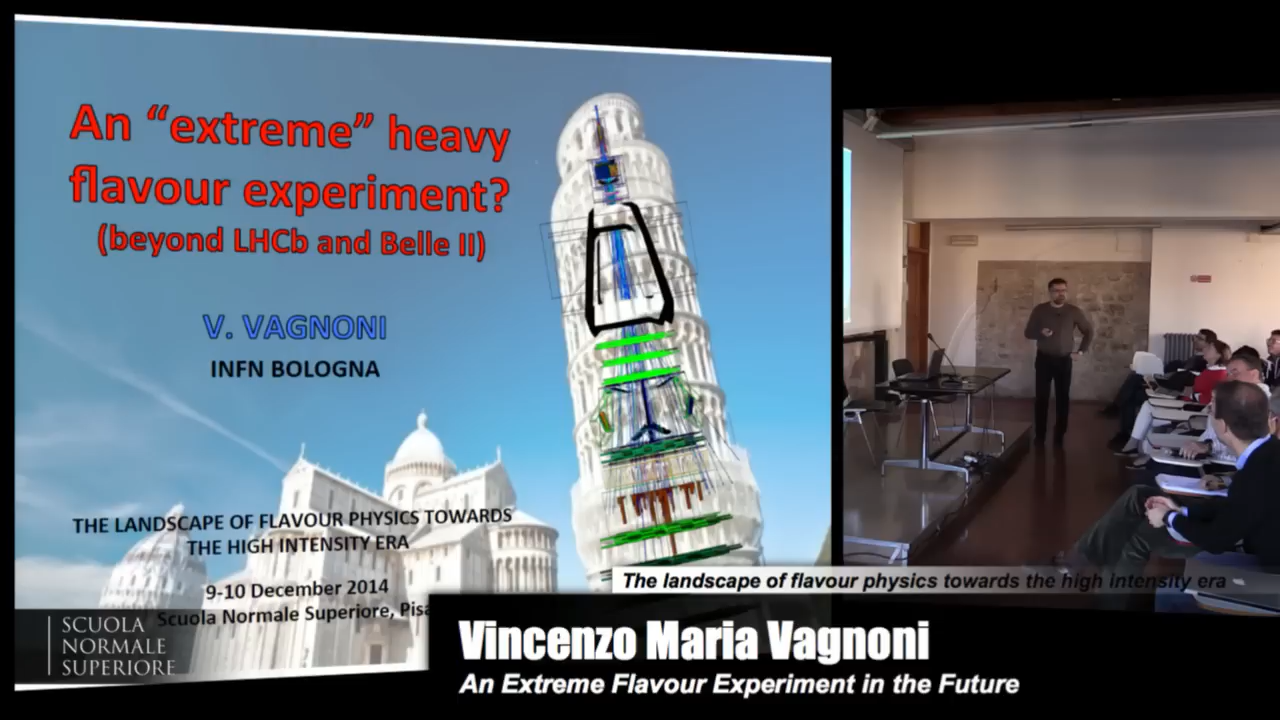 An “extreme” heavy
flavour experiment?
(beyond LHCb and Belle II)
V. VAGNONI
INFN BOLOGNA
THE LANDSCAPE OF FLAVOUR PHYSICS TOWARDS
THE HIGH INTENSITY ERA
9-10 December 2014
Scuola Normale Superiore, Pisa
SCUOLA
NORMALE
SUPERIORE
The landscape of flavour physics towards the high intensity era
Vincenzo Maria Vagnoni
An Extreme Flavour Experiment in the Future